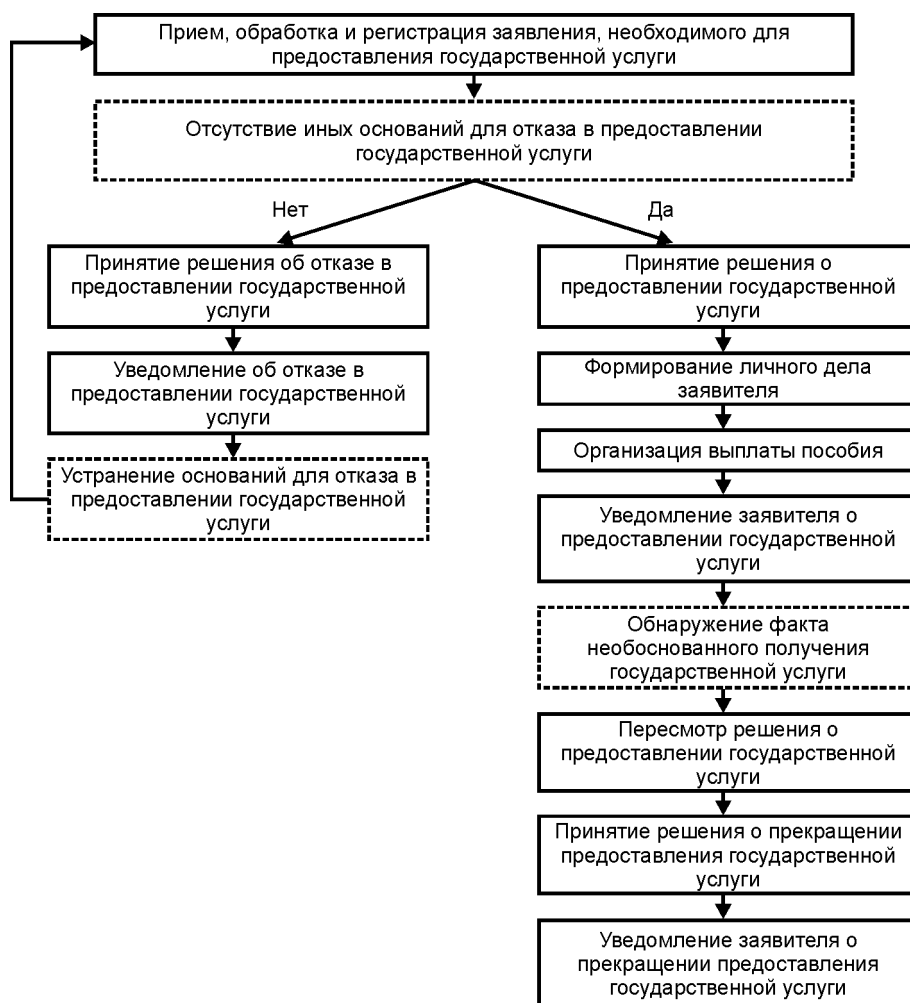 Прием, обработка и регистрация заявления, необходимого для
предоставления государственной услуги
Отсутствие иных оснований для отказа в предоставлении
государственной услуги
Нет
Да
Принятие решения об отказе в
предоставлении государственной
услуги
Уведомление об отказе в
предоставлении государственной
услуги
Устранение оснований для отказа в
предоставлении государственной
услуги
Принятие решения о
предоставлении государственной
услуги
Формирование личного дела
заявителя
Организация выплаты пособия
Уведомление заявителя о
предоставлении государственной
услуги
Обнаружение факта
необоснованного получения
государственной услуги
Пересмотр решения о
предоставлении государственной
услуги
Принятие решения о прекращении
предоставления государственной
услуги
Уведомление заявителя о
прекращении предоставления
государственной услуги